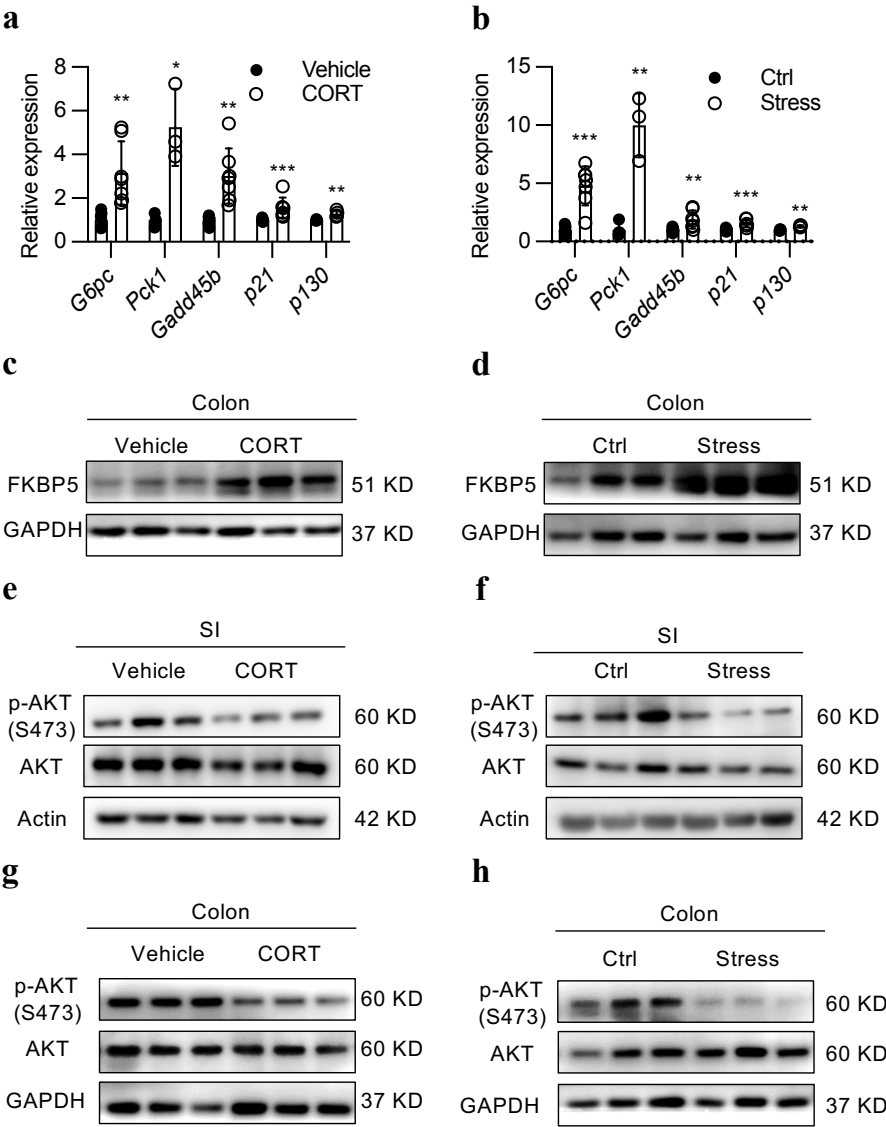 a
8
6
4
2
0
Relative expression
Vehicle
CORT
**
*
**
***
**
G6pc
Pck1
Gadd45b
p21
p130
b
15
10
5
0
Relative expression
Ctrl
Stress
***
**
**
***
**
G6pc
Pck1
Gadd45b
p21
p130
c
Colon
Vehicle CORT
FKBP5 51 KD
GAPDH 37 KD
d
Colon
Ctrl Stress
FKBP5 51 KD
GAPDH 37 KD
e
SI
Vehicle CORT
p-AKT
(S473) 60 KD
AKT 60 KD
Actin 42 KD
f
SI
Ctrl Stress
p-AKT
(S473) 60 KD
AKT 60 KD
Actin 42 KD
g
Colon
Vehicle CORT
p-AKT
(S473) 60 KD
AKT 60 KD
GAPDH 37 KD
h
Colon
Ctrl Stress
p-AKT
(S473) 60 KD
AKT 60 KD
GAPDH 37 KD